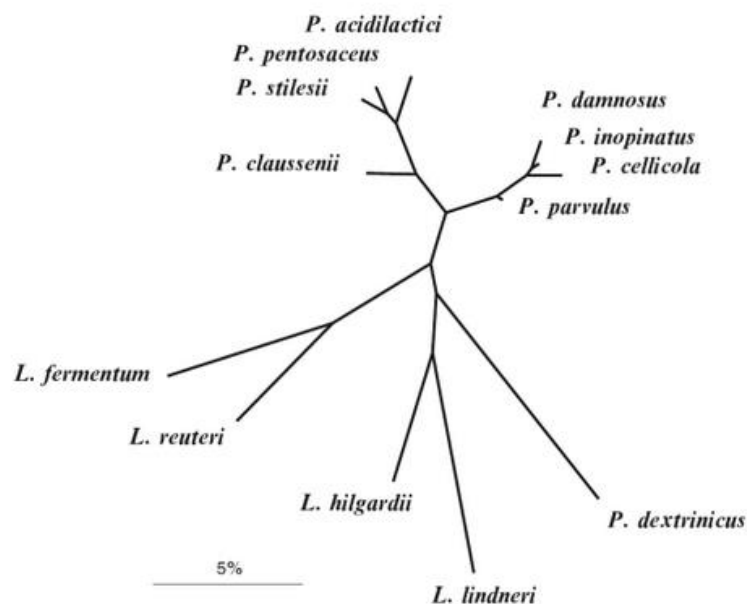 P. acidilactici
P. pentosaceus
P. stilesii
P. damnosus
P. inopinatus
P. claussenii
P. cellicola
P. parvulus
L. fermentum
L. reuteri
L. hilgardii
P. dextrinicus
5%
L. lindneri